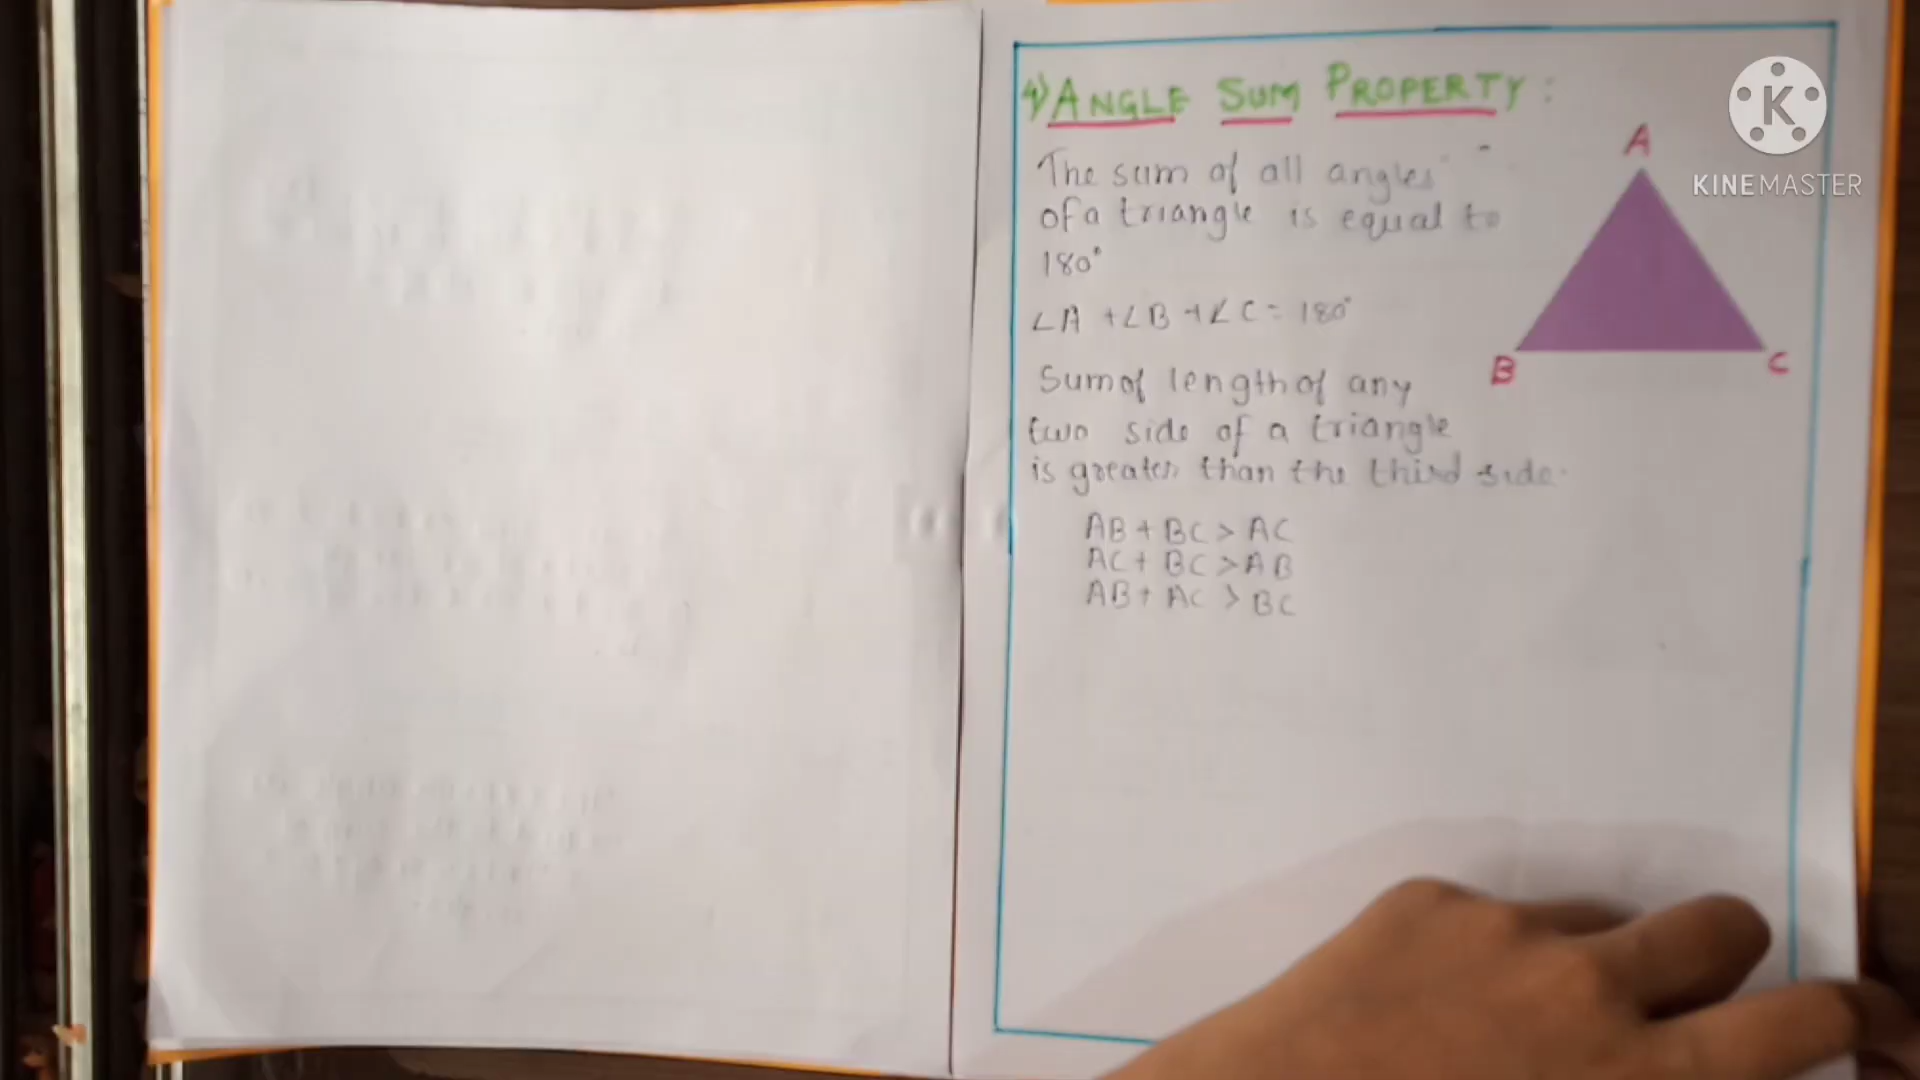 4) ANGLE SUM PROPERTY:
The sum of all angles
of a triangle is equal to
180°
∠A + ∠B + ∠C = 180°
Sum of length of any
two side of a triangle
is greater than the third side.
AB + BC > AC
AC + BC > AB
AB + AC > BC
A
B
C
K
KINEMASTER